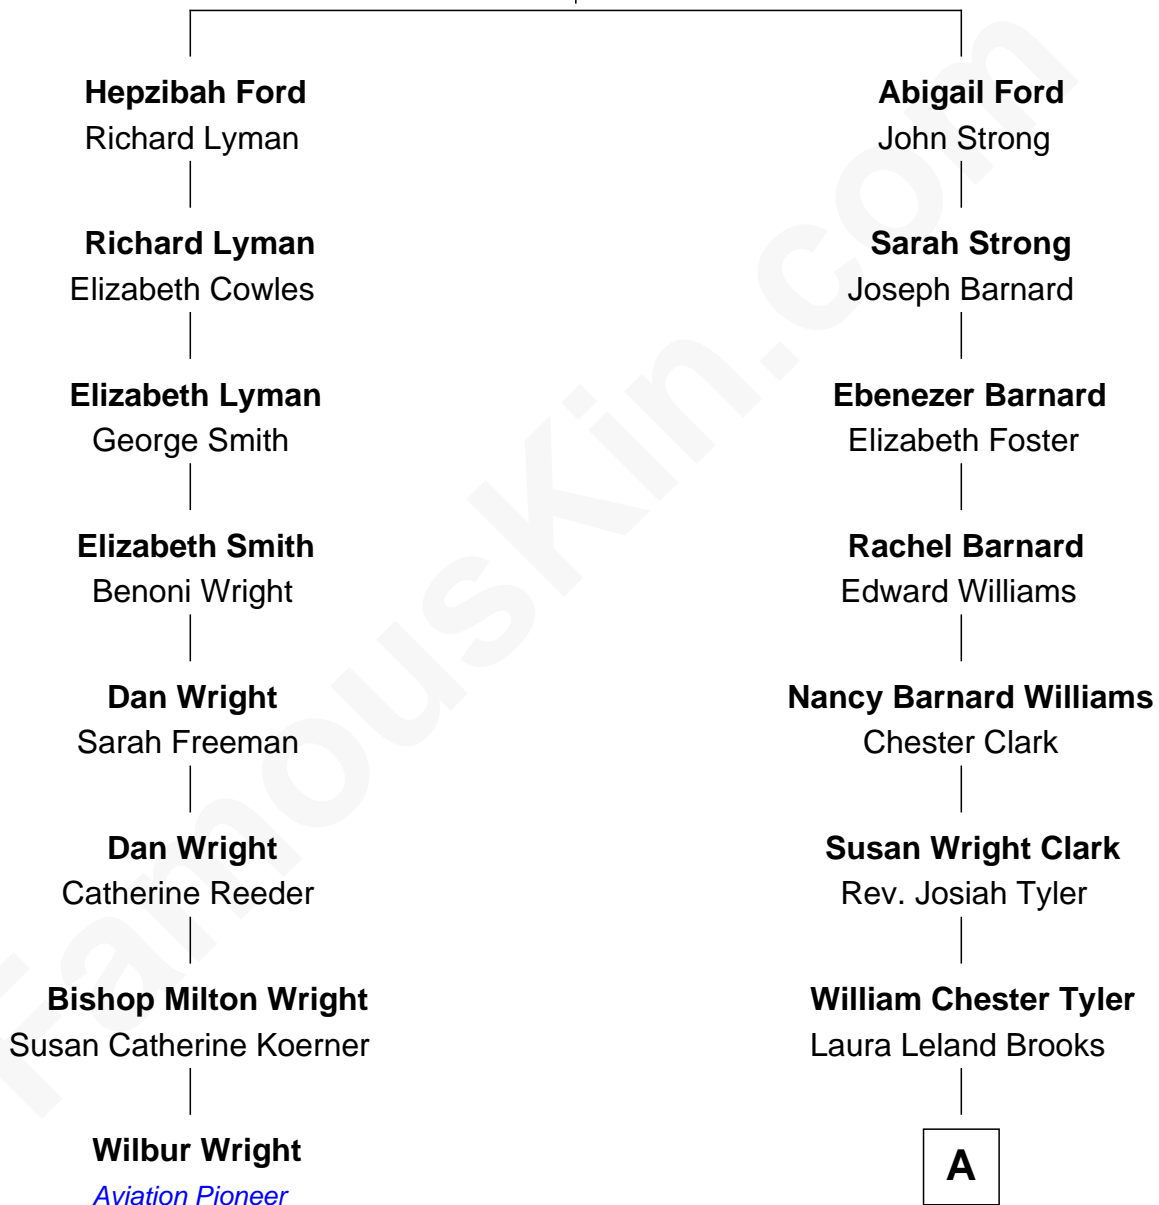 Hepzibah Ford
Richard Lyman
Abigail Ford
John Strong
Richard Lyman
Elizabeth Cowles
Sarah Strong
Joseph Barnard
Elizabeth Lyman
George Smith
Ebenezer Barnard
Elizabeth Foster
Elizabeth Smith
Benoni Wright
Rachel Barnard
Edward Williams
Dan Wright
Sarah Freeman
Nancy Barnard Williams
Chester Clark
Dan Wright
Catherine Reeder
Susan Wright Clark
Rev. Josiah Tyler
Bishop Milton Wright
Susan Catherine Koerner
William Chester Tyler
Laura Leland Brooks
Wilbur Wright
Aviation Pioneer
A
FamousKin.com